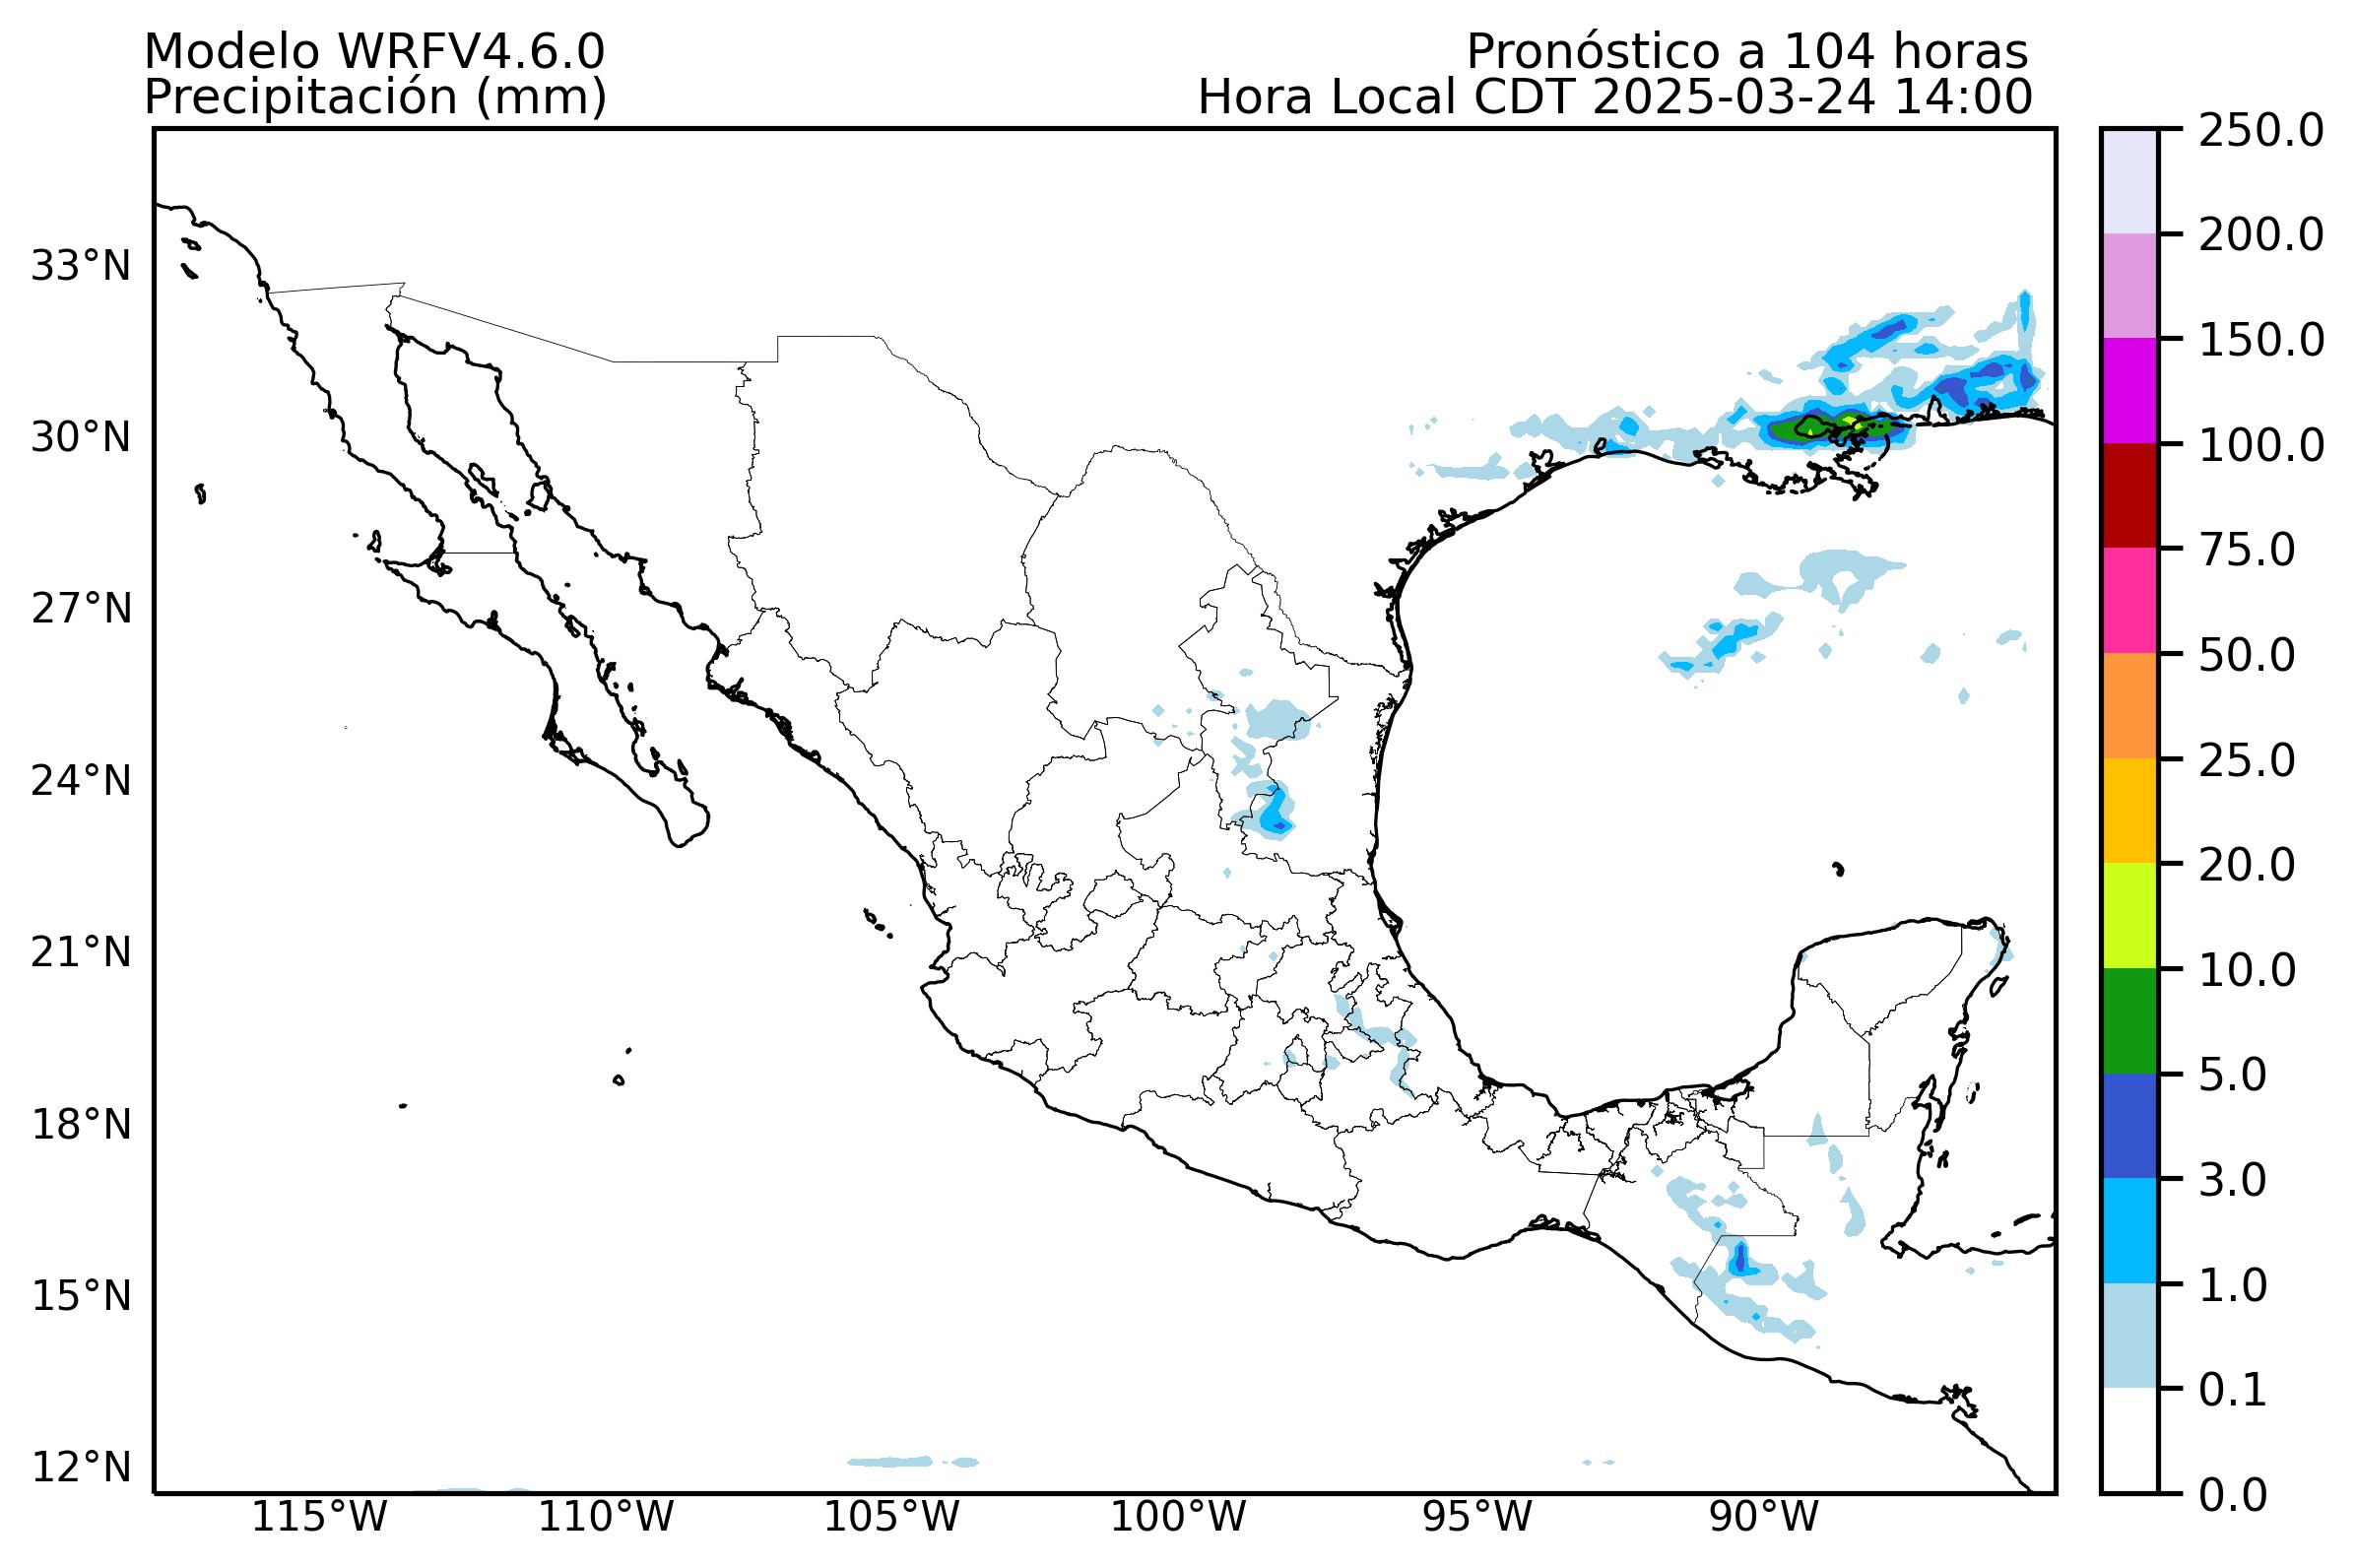 Modelo WRFV4.6.0
Precipitación (mm)
Pronóstico a 104 horas
Hora Local CDT 2025-03-24 14:00
33°N
30°N
27°N
24°N
21°N
18°N
15°N
12°N
115°W
110°W
105°W
100°W
95°W
90°W
250.0
200.0
150.0
100.0
75.0
50.0
25.0
20.0
10.0
5.0
3.0
1.0
0.1
0.0